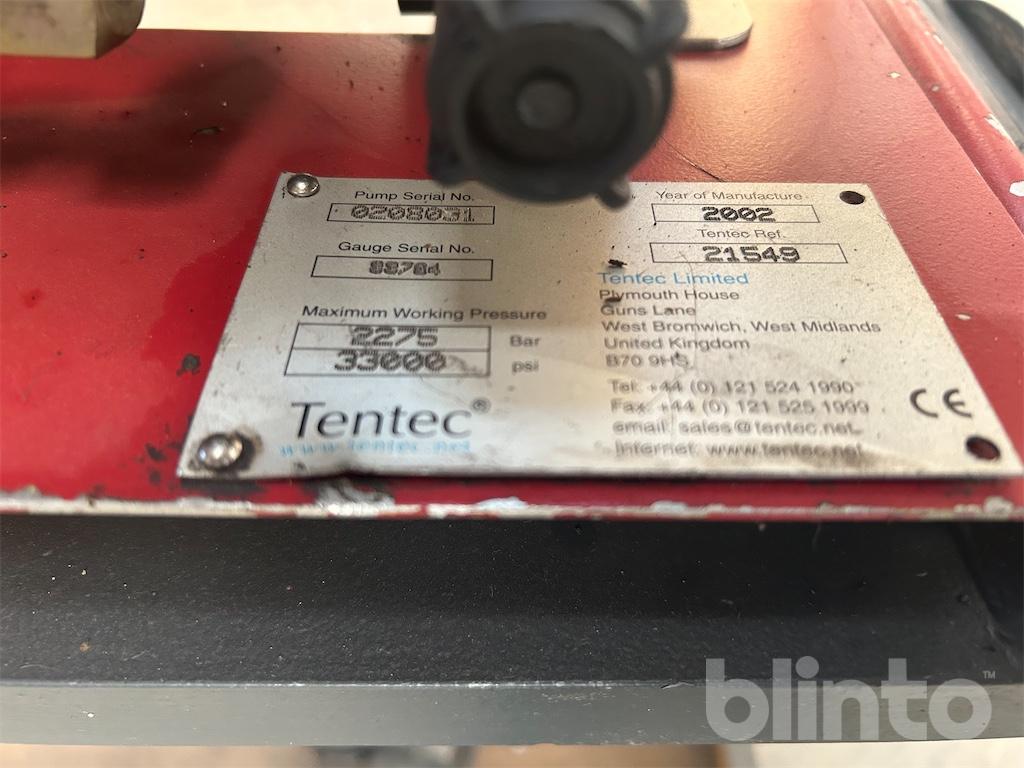 Pump Serial No.
0208031
Gauge Serial No.
Maximum Working Pressure
2275 Bar
33000 psi
Tentec®
www.tentec.net
Year of Manufacture
2002
Tentec Ref.
21549
Tentec Limited
Plymouth House
Guns Lane
West Bromwich, West Midlands
United Kingdom
B70 9HS
Tel: +44 (0) 121 524 1990
Fax: +44 (0) 121 525 1999
email: sales@tentec.net
Internet: www.tentec.net
CE
blinto™